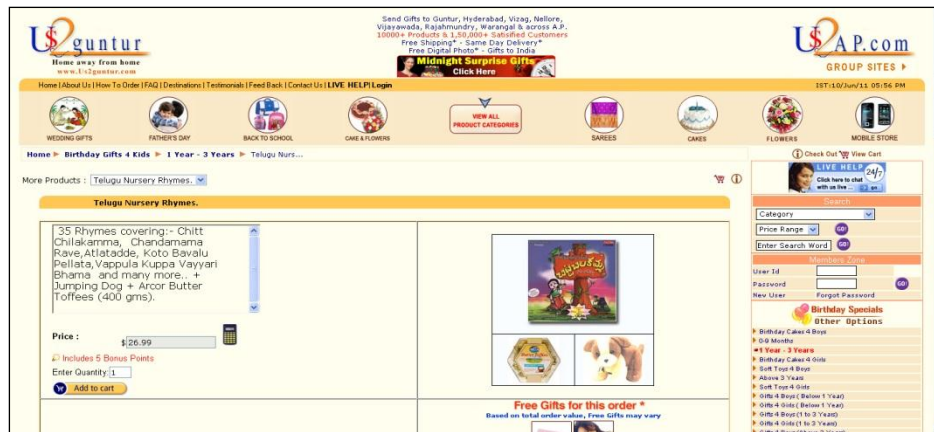 Us2guntur
Home away from home
www.Us2guntur.com
Send Gifts to Guntur, Hyderabad, Vizag, Nellore,
Vijayawada, Rajahmundry, Warangal & across A.P.
10000+ Products & 1,50,000+ Satisified Customers
Free Shipping* - Same Day Delivery*
Free Digital Photo* - Gifts to India
Midnight Surprise Gifts
Click Here
Us2AP.com
GROUP SITES
Home |About Us | How To Order |FAQ | Destinations | Testimonials | Feed Back | Contact Us | LIVE HELP| Login
IST:10/Jun/11 05:56 PM
WEDDING GIFTS
FATHER'S DAY
BACK TO SCHOOL
CAKE & FLOWERS
VIEW ALL
PRODUCT CATEGORIES
SAREES
CAKES
FLOWERS
MOBILE STORE
Home Birthday Gifts 4 Kids 1 Year - 3 Years Telugu Nurs...
Check Out View Cart
More Products : Telugu Nursery Rhymes.
Telugu Nursery Rhymes.
35 Rhymes covering:- Chitt
Chilakamma, Chandamama
Rave,Atlatadde, Koto Bavalu
Pellata,Vappula Kuppa Vayyari
Bhama and many more.. +
Jumping Dog + Arcor Butter
Toffees (400 gms).
Price :
$ 26.99
Includes 5 Bonus Points
Enter Quantity: 1
Add to cart
Free Gifts for this order *
Based on total order value, Free Gifts may vary
LIVE HELP
24/7
Click here to chat
with us live ...
go
Search
Category
Price Range
GO!
Enter Search Word
GO!
Members Zone
User Id
Password
GO!
New User Forgot Password
Birthday Specials
Other Options
Birthday Cakes 4 Boys
0-9 Months
1 Year - 3 Years
Birthday Cakes 4 Girls
Soft Toys 4 Boys
Above 3 Years
Soft Toys 4 Girls
Gifts 4 Boys ( Below 1 Year)
Gifts 4 Girls ( Below 1 Year)
Gifts 4 Boys (1 to 3 Years)
Gifts 4 Girls (1 to 3 Years)